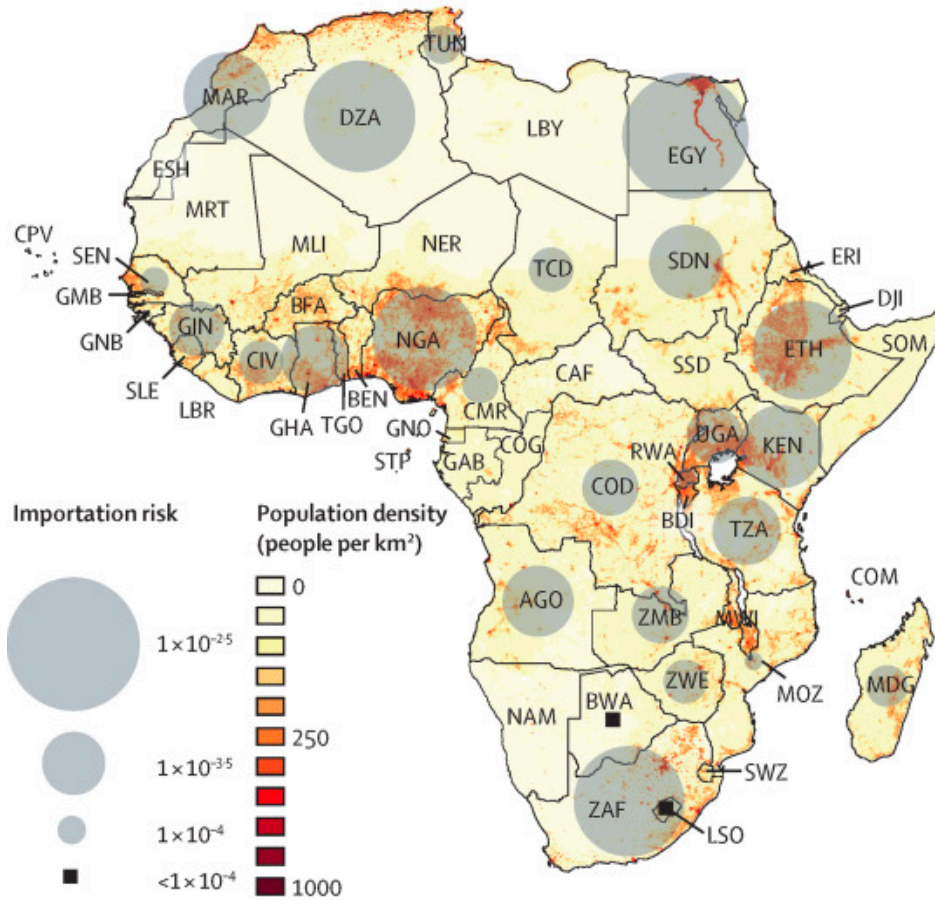 TUN
MAR
DZA
LBY
EGY
ESH
MRT
CPV
MLI
NER
SEN
TCD
SDN
ERI
GMB
BFA
DJI
GNB
GIN
NGA
ETH
SOM
CIV
SSD
SLE
CAF
LBR
BEN
CMR
GHA
TGO
GNQ
COG
UGA
KEN
STP
GAB
RWA
COD
BDI
TZA
Importation risk
Population density
(people per km²)
0
1×10⁻²·⁵
250
1×10⁻³·⁵
1×10⁻⁴
<1×10⁻⁴
1000
COM
AGO
ZMB
MWI
MOZ
MDG
ZWE
BWA
NAM
SWZ
ZAF
LSO